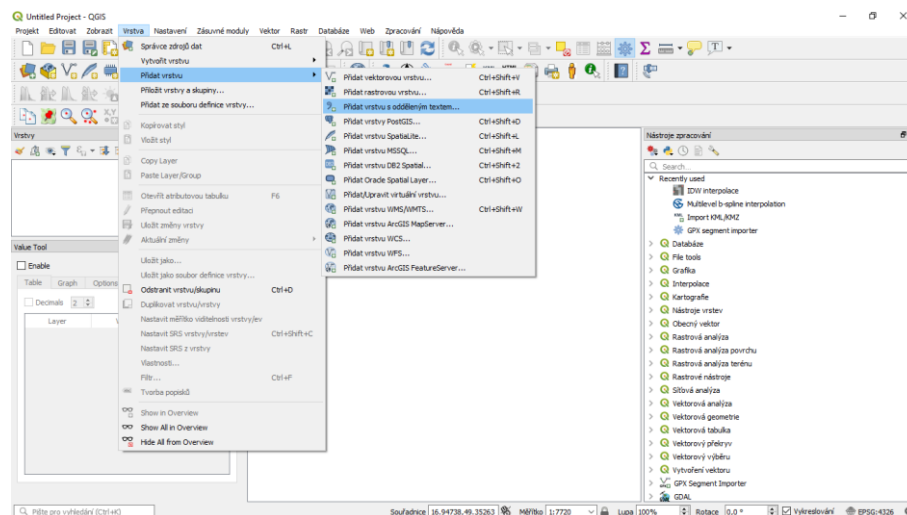 Untitled Project - QGIS
Projekt Editovat Zobrazit Vrstva Nastavení Zásuvné moduly Vektor Rastr Databáze Web Zpracování Nápověda
Správce zdrojů dat Ctrl+L
Vytvořit vrstvu
Přidat vrstvu
Přiložit vrstvy a skupiny...
Přidat ze souboru definice vrstvy...
Kopírovat styl
Vložit styl
Copy Layer
Paste Layer/Group
Otevřít atributovou tabulku F6
Přepnout editaci
Uložit změny vrstvy
Aktuální změny
Uložit jako...
Uložit jako soubor definice vrstvy...
Odstranit vrstvu/skupinu Ctrl+D
Duplikovat vrstvu/vrstvy
Nastavit měřítko viditelnosti vrstvy/ev
Nastavit SRS vrstvy/vrstev Ctrl+Shift+C
Nastavit SRS z vrstvy
Vlastnosti...
Filtr... Ctrl+F
Tvorba popisků
Show in Overview
Show All in Overview
Hide All from Overview
Přidat vektorovou vrstvu... Ctrl+Shift+V
Přidat rastrovou vrstvu... Ctrl+Shift+R
Přidat vrstvu s odděleným textem...
Přidat vrstvy PostGIS... Ctrl+Shift+D
Přidat vrstvu SpatiaLite... Ctrl+Shift+L
Přidat vrstvu MSSQL... Ctrl+Shift+M
Přidat vrstvu DB2 Spatial... Ctrl+Shift+2
Přidat Oracle Spatial Layer... Ctrl+Shift+O
Přidat/Upravit virtuální vrstvu...
Přidat vrstvu WMS/WMTS... Ctrl+Shift+W
Přidat vrstvu ArcGIS MapServer...
Přidat vrstvu WCS...
Přidat vrstvu WFS...
Přidat vrstvu ArcGIS FeatureServer...
Vrstvy
Value Tool
Enable
Table Graph Options
Decimals 2
Layer
Nástroje zpracování
Search...
Recently used
IDW interpolace
Multilevel b-spline interpolation
Import KML/KMZ
GPX segment importer
Databáze
File tools
Grafika
Interpolace
Kartografie
Nástroje vrstev
Obecný vektor
Rastrová analýza
Rastrová analýza povrchu
Rastrová analýza terénu
Rastrové nástroje
Síťová analýza
Vektorová analýza
Vektorová geometrie
Vektorová tabulka
Vektorový překryv
Vektorový výběru
Vytvoření vektoru
GPX Segment Importer
GDAL
Pište pro vyhledání (Ctrl+K)
Souřadnice 16.94738,49.35263 Měřítko 1:7720 Lupa 100% Rotace 0,0 ° Vykreslování EPSG:4326